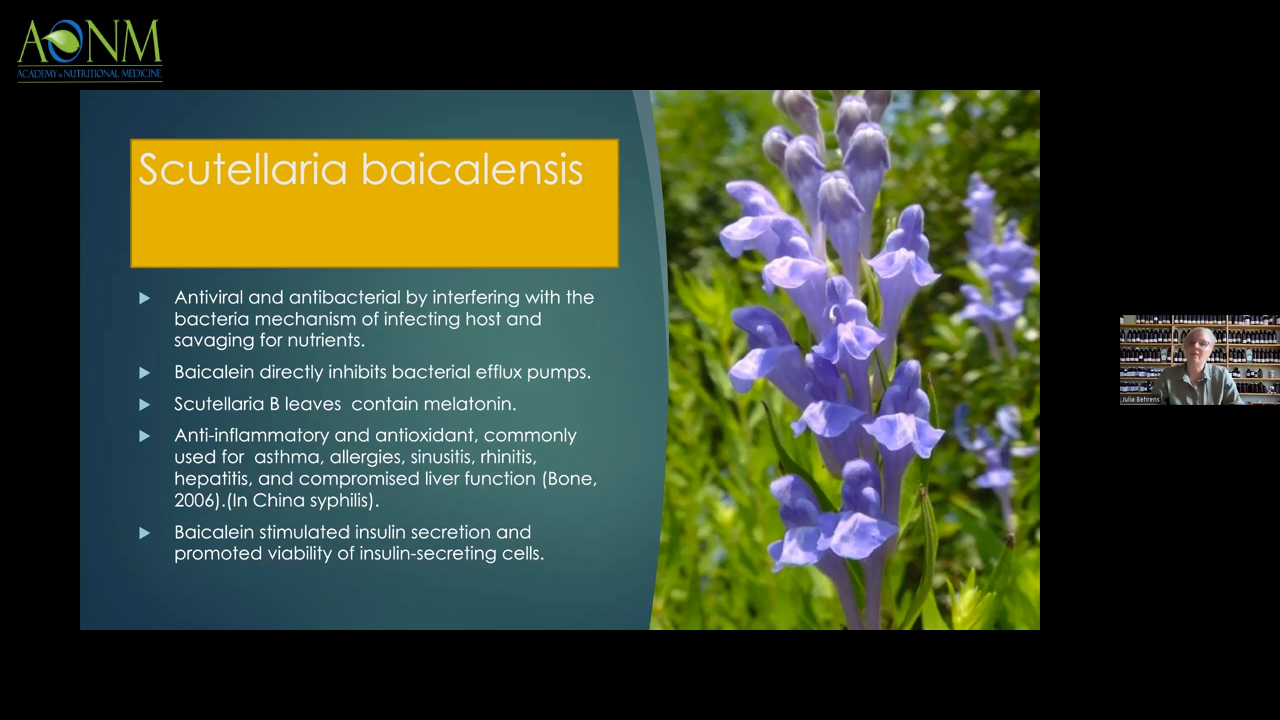 AONM
ACADEMY of NUTRITIONAL MEDICINE
Scutellaria baicalensis
Antiviral and antibacterial by interfering with the
bacteria mechanism of infecting host and
savaging for nutrients.
Baicalein directly inhibits bacterial efflux pumps.
Scutellaria B leaves  contain melatonin.
Anti-inflammatory and antioxidant, commonly
used for  asthma, allergies, sinusitis, rhinitis,
hepatitis, and compromised liver function (Bone,
2006).(In China syphilis).
Baicalein stimulated insulin secretion and
promoted viability of insulin-secreting cells.
Julia Behrens